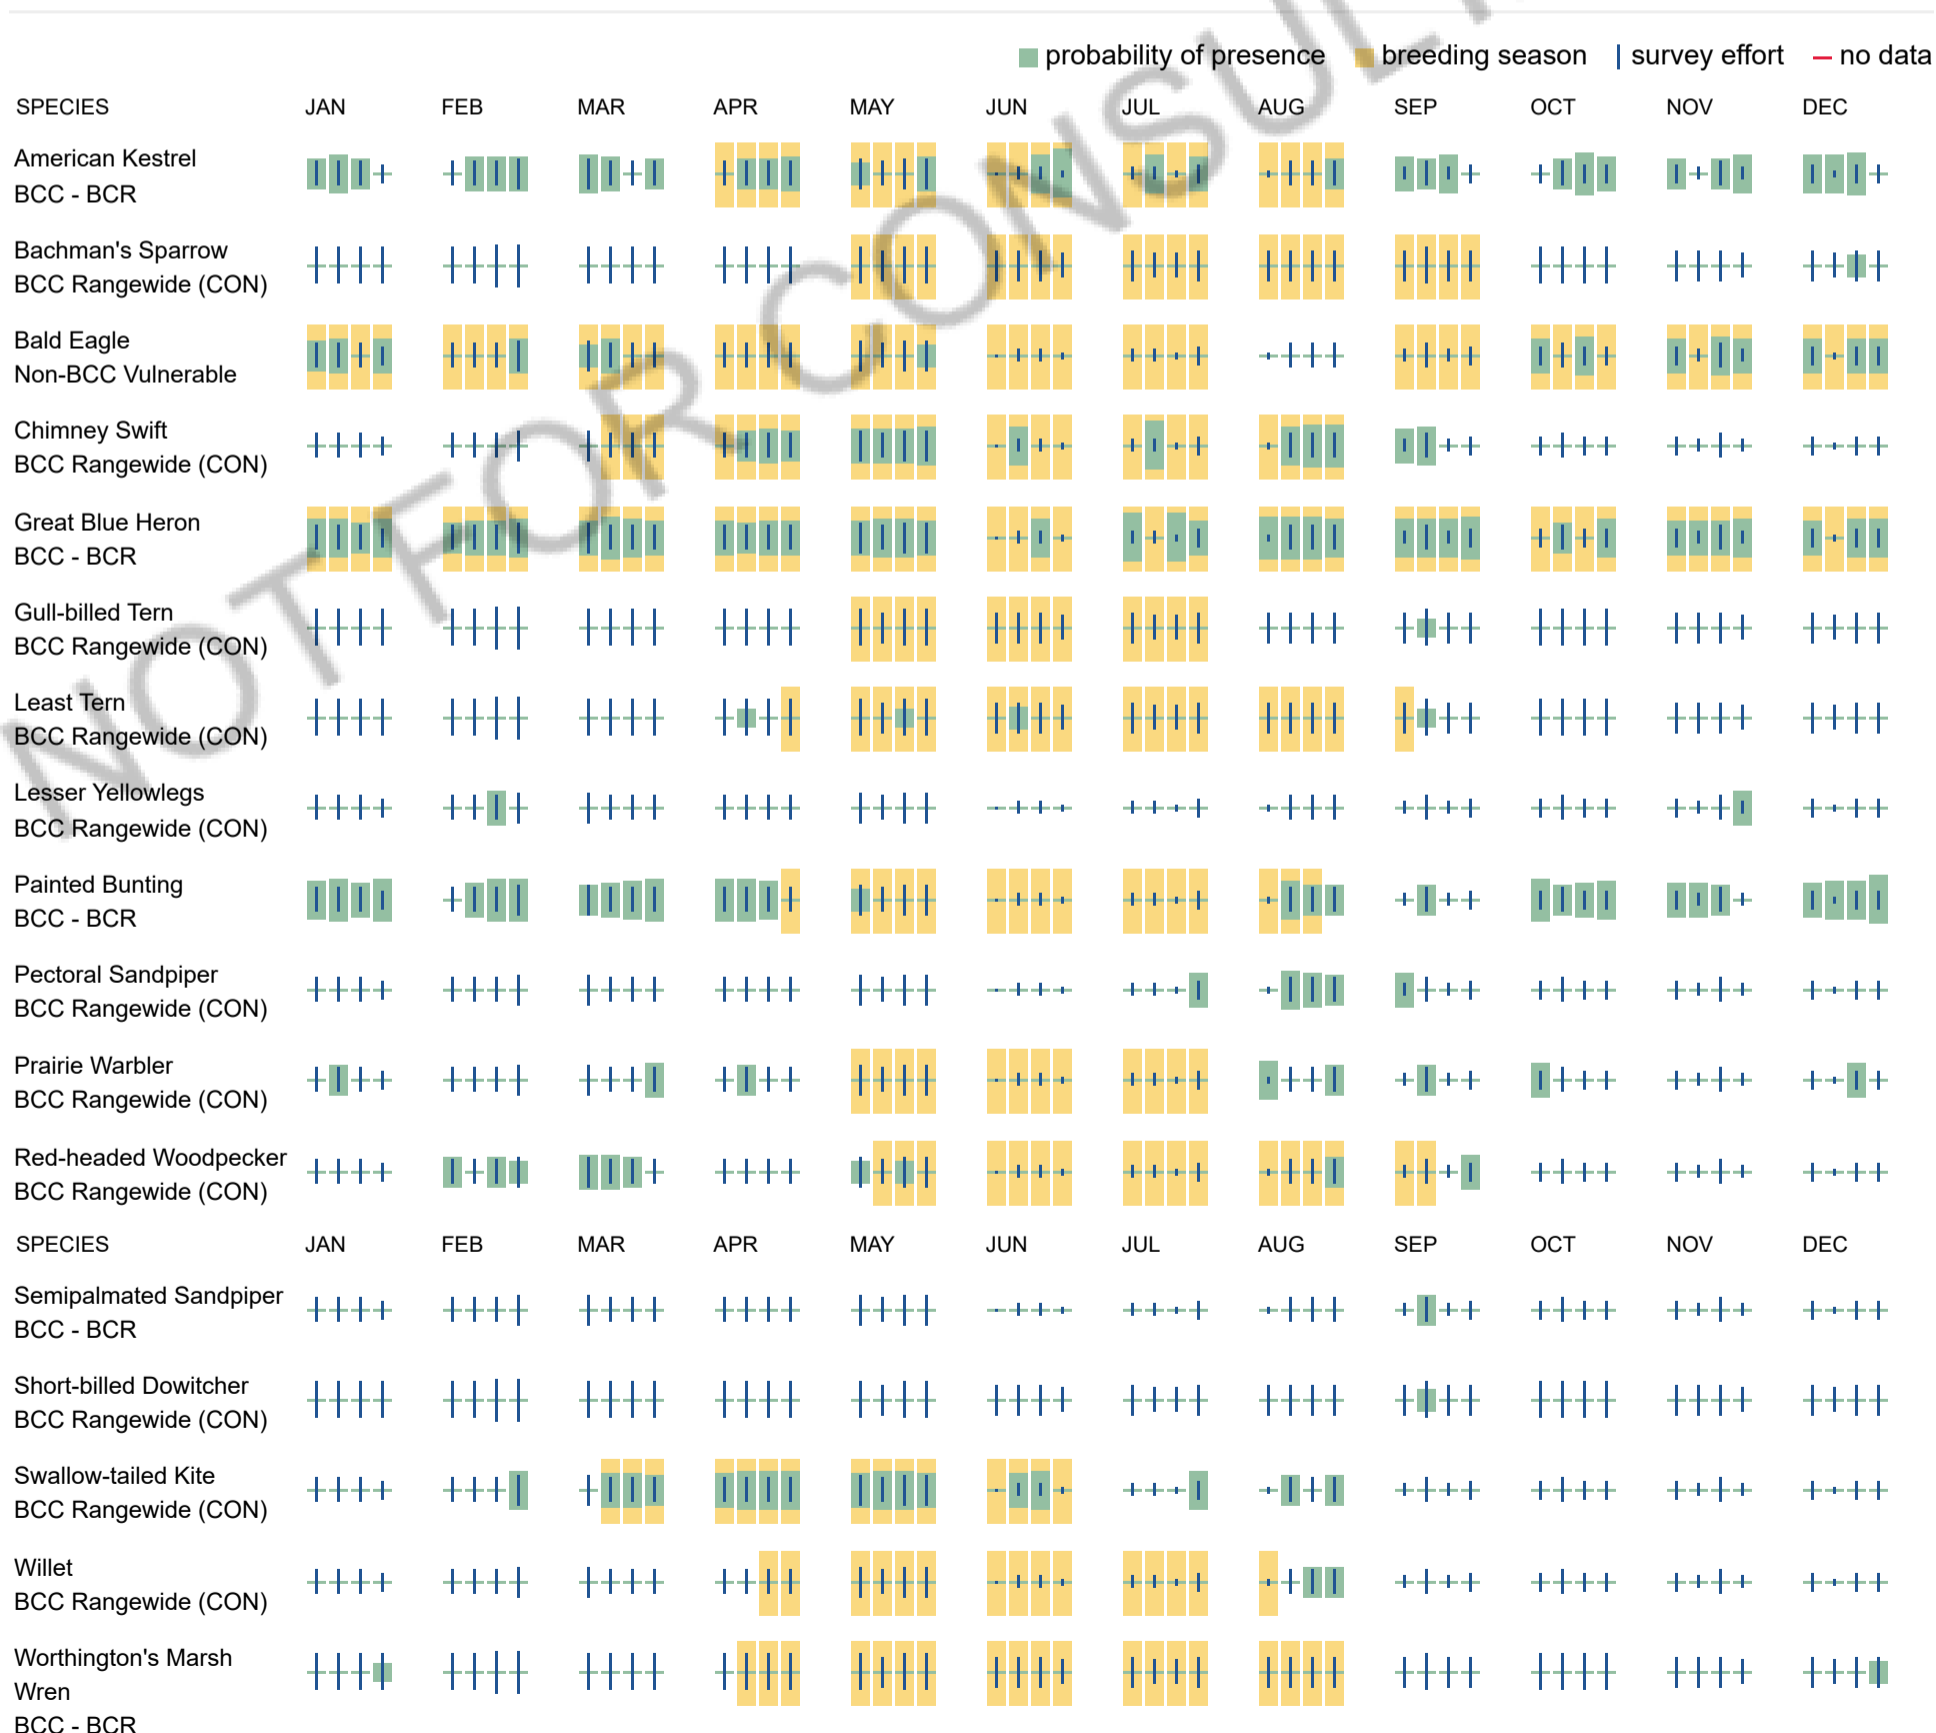 probability of presence breeding season survey effort no data
SPECIES JAN FEB MAR APR MAY JUN JUL AUG SEP OCT NOV DEC
American Kestrel
BCC - BCR
Bachman's Sparrow
BCC Rangewide (CON)
Bald Eagle
Non-BCC Vulnerable
Chimney Swift
BCC Rangewide (CON)
Great Blue Heron
BCC - BCR
Gull-billed Tern
BCC Rangewide (CON)
Least Tern
BCC Rangewide (CON)
Lesser Yellowlegs
BCC Rangewide (CON)
Painted Bunting
BCC - BCR
Pectoral Sandpiper
BCC Rangewide (CON)
Prairie Warbler
BCC Rangewide (CON)
Red-headed Woodpecker
BCC Rangewide (CON)
SPECIES JAN FEB MAR APR MAY JUN JUL AUG SEP OCT NOV DEC
Semipalmated Sandpiper
BCC - BCR
Short-billed Dowitcher
BCC Rangewide (CON)
Swallow-tailed Kite
BCC Rangewide (CON)
Willet
BCC Rangewide (CON)
Worthington's Marsh
Wren
BCC - BCR
NOT FOR CONSUL